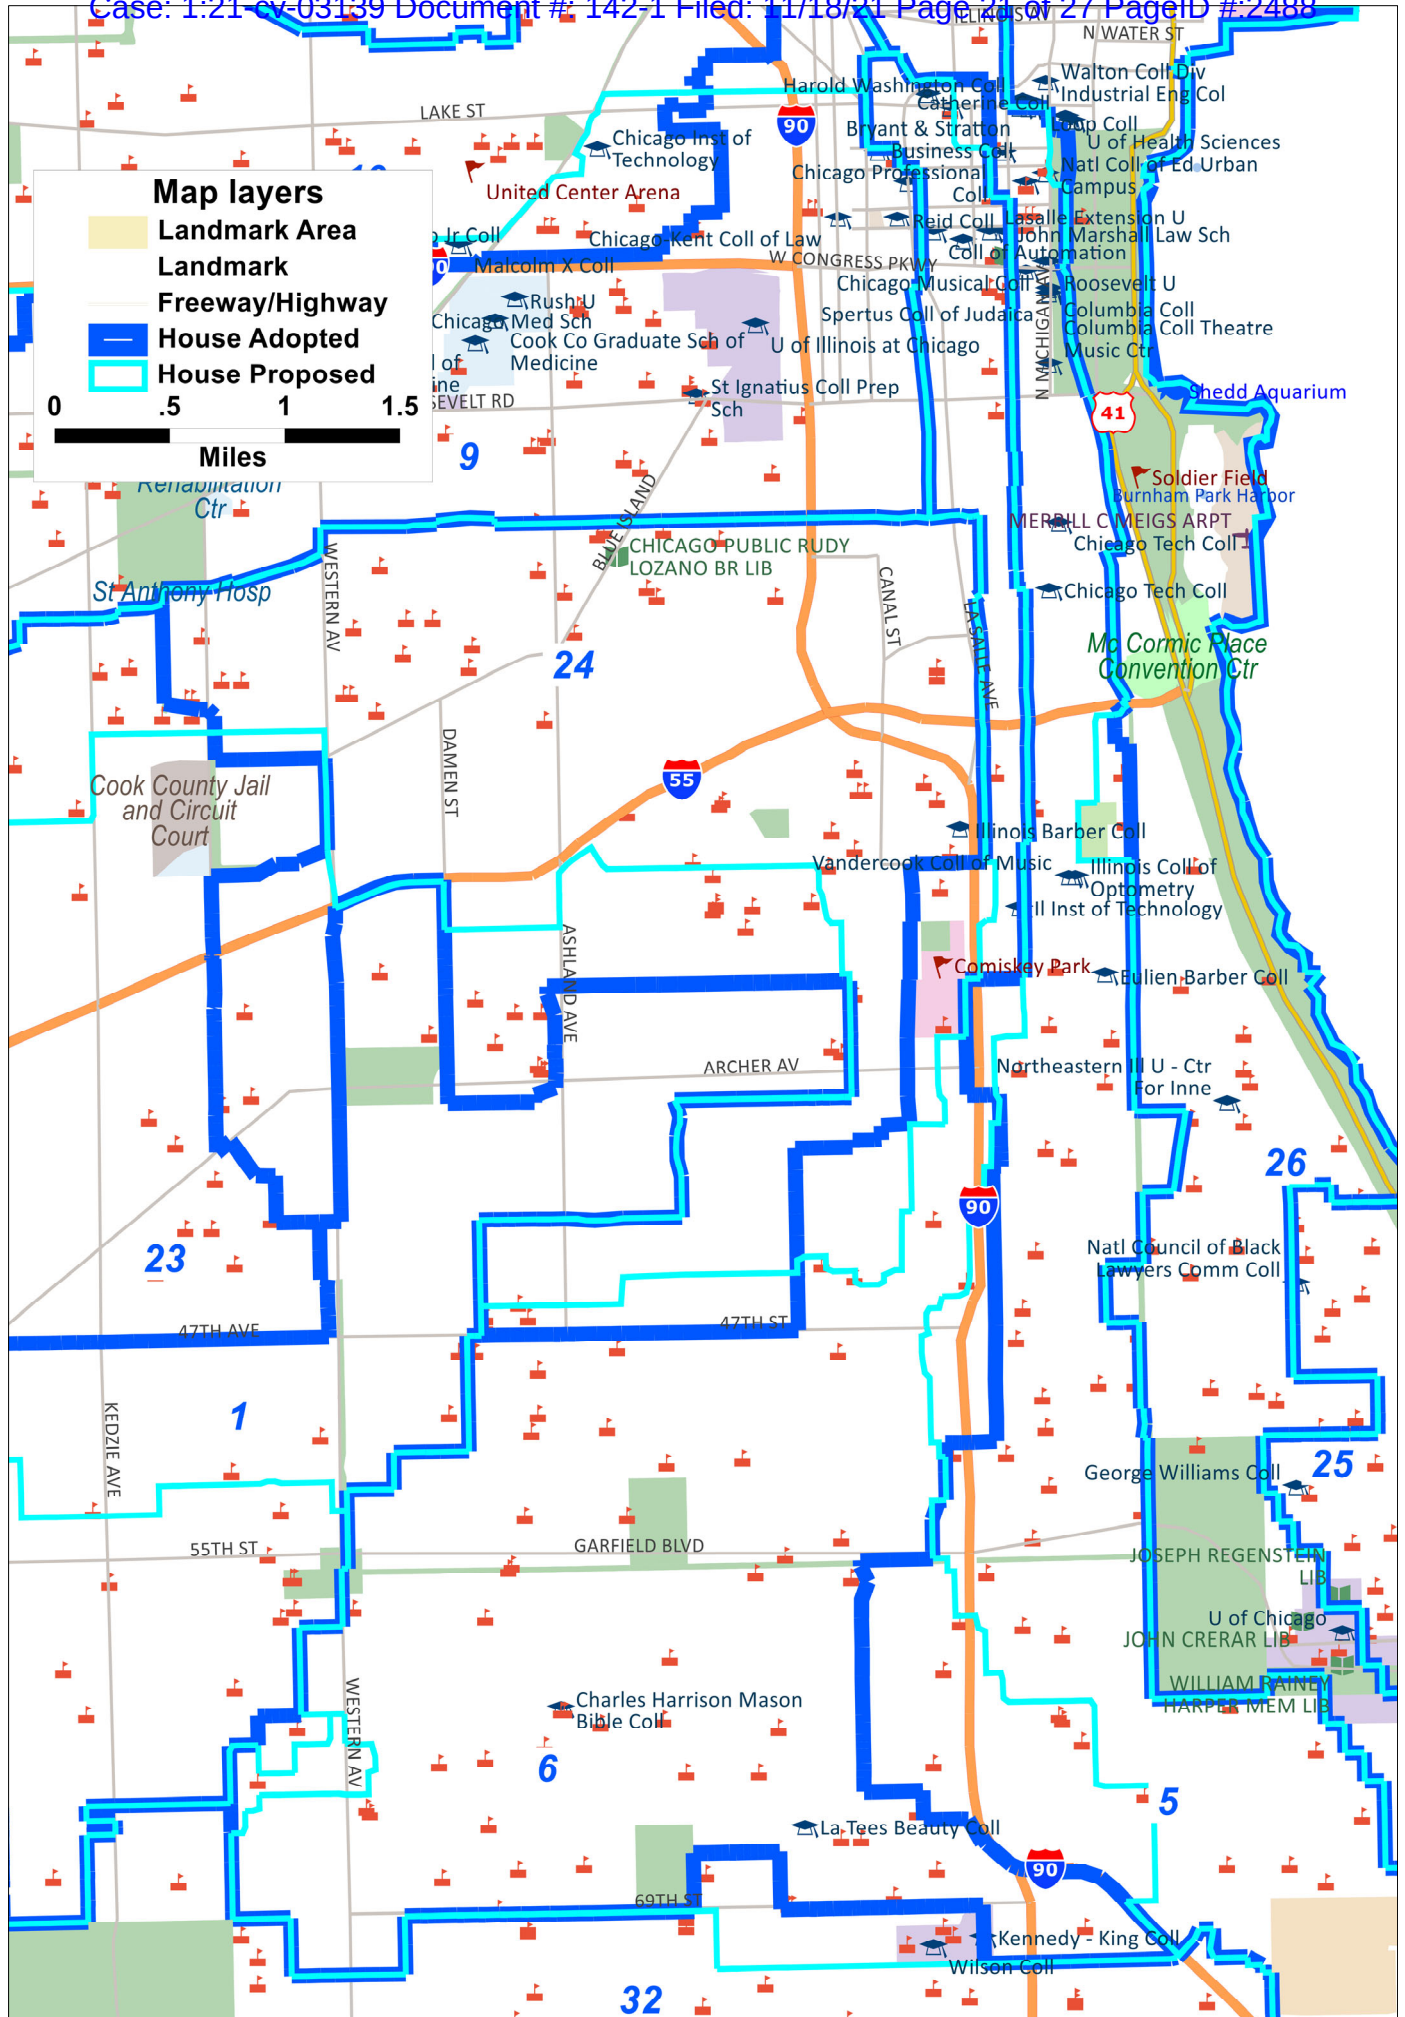 Case: 1:21-cv-03139 Document #: 142-1 Filed: 11/18/21 Page 21 of 27 PageID #:2488
ILLINOIS AV
N WATER ST
Walton Coll Div
Industrial Eng Col
Harold Washington Coll
Catherine Coll
LAKE ST
90
Loop Coll
Bryant & Stratton
Business Coll
U of Health Sciences
Chicago Inst of
Technology
Natl Coll of Ed Urban
Campus
Chicago Professional
Coll
United Center Arena
Map layers
Landmark Area
Landmark
Freeway/Highway
House Adopted
House Proposed
0 .5 1 1.5
Miles
Reid Coll
Lasalle Extension U
John Marshall Law Sch
Jr Coll
Chicago-Kent Coll of Law
Coll of Automation
Malcolm X Coll
W CONGRESS PKWY
Chicago Musical Coll
Roosevelt U
Rush U
Chicago Med Sch
Spertus Coll of Judaica
Columbia Coll
Columbia Coll Theatre
Cook Co Graduate Sch of
Medicine
U of Illinois at Chicago
Music Ctr
N MICHIGAN AV
l of
ine
St Ignatius Coll Prep
Sch
SEVELT RD
Shedd Aquarium
41
9
Soldier Field
Burnham Park Harbor
Rehabilitation
Ctr
BLUE ISLAND
MERRILL C MEIGS ARPT
Chicago Tech Coll
CHICAGO PUBLIC RUDY
LOZANO BR LIB
St Anthony Hosp
WESTERN AV
CANAL ST
LA SALLE AVE
Chicago Tech Coll
24
Mc Cormic Place
Convention Ctr
DAMEN ST
55
Cook County Jail
and Circuit
Court
Illinois Barber Coll
Vandercook Coll of Music
Illinois Coll of
Optometry
Ill Inst of Technology
ASHLAND AVE
Comiskey Park
Eulien Barber Coll
ARCHER AV
Northeastern Ill U - Ctr
For Inne
26
90
23
Natl Council of Black
Lawyers Comm Coll
47TH AVE
47TH ST
1
KEDZIE AVE
George Williams Coll
25
55TH ST
GARFIELD BLVD
JOSEPH REGENSTEIN
LIB
U of Chicago
JOHN CRERAR LIB
WILLIAM RAINEY
HARPER MEM LIB
WESTERN AV
Charles Harrison Mason
Bible Coll
6
5
La Tees Beauty Coll
90
69TH ST
Kennedy - King Coll
Wilson Coll
32